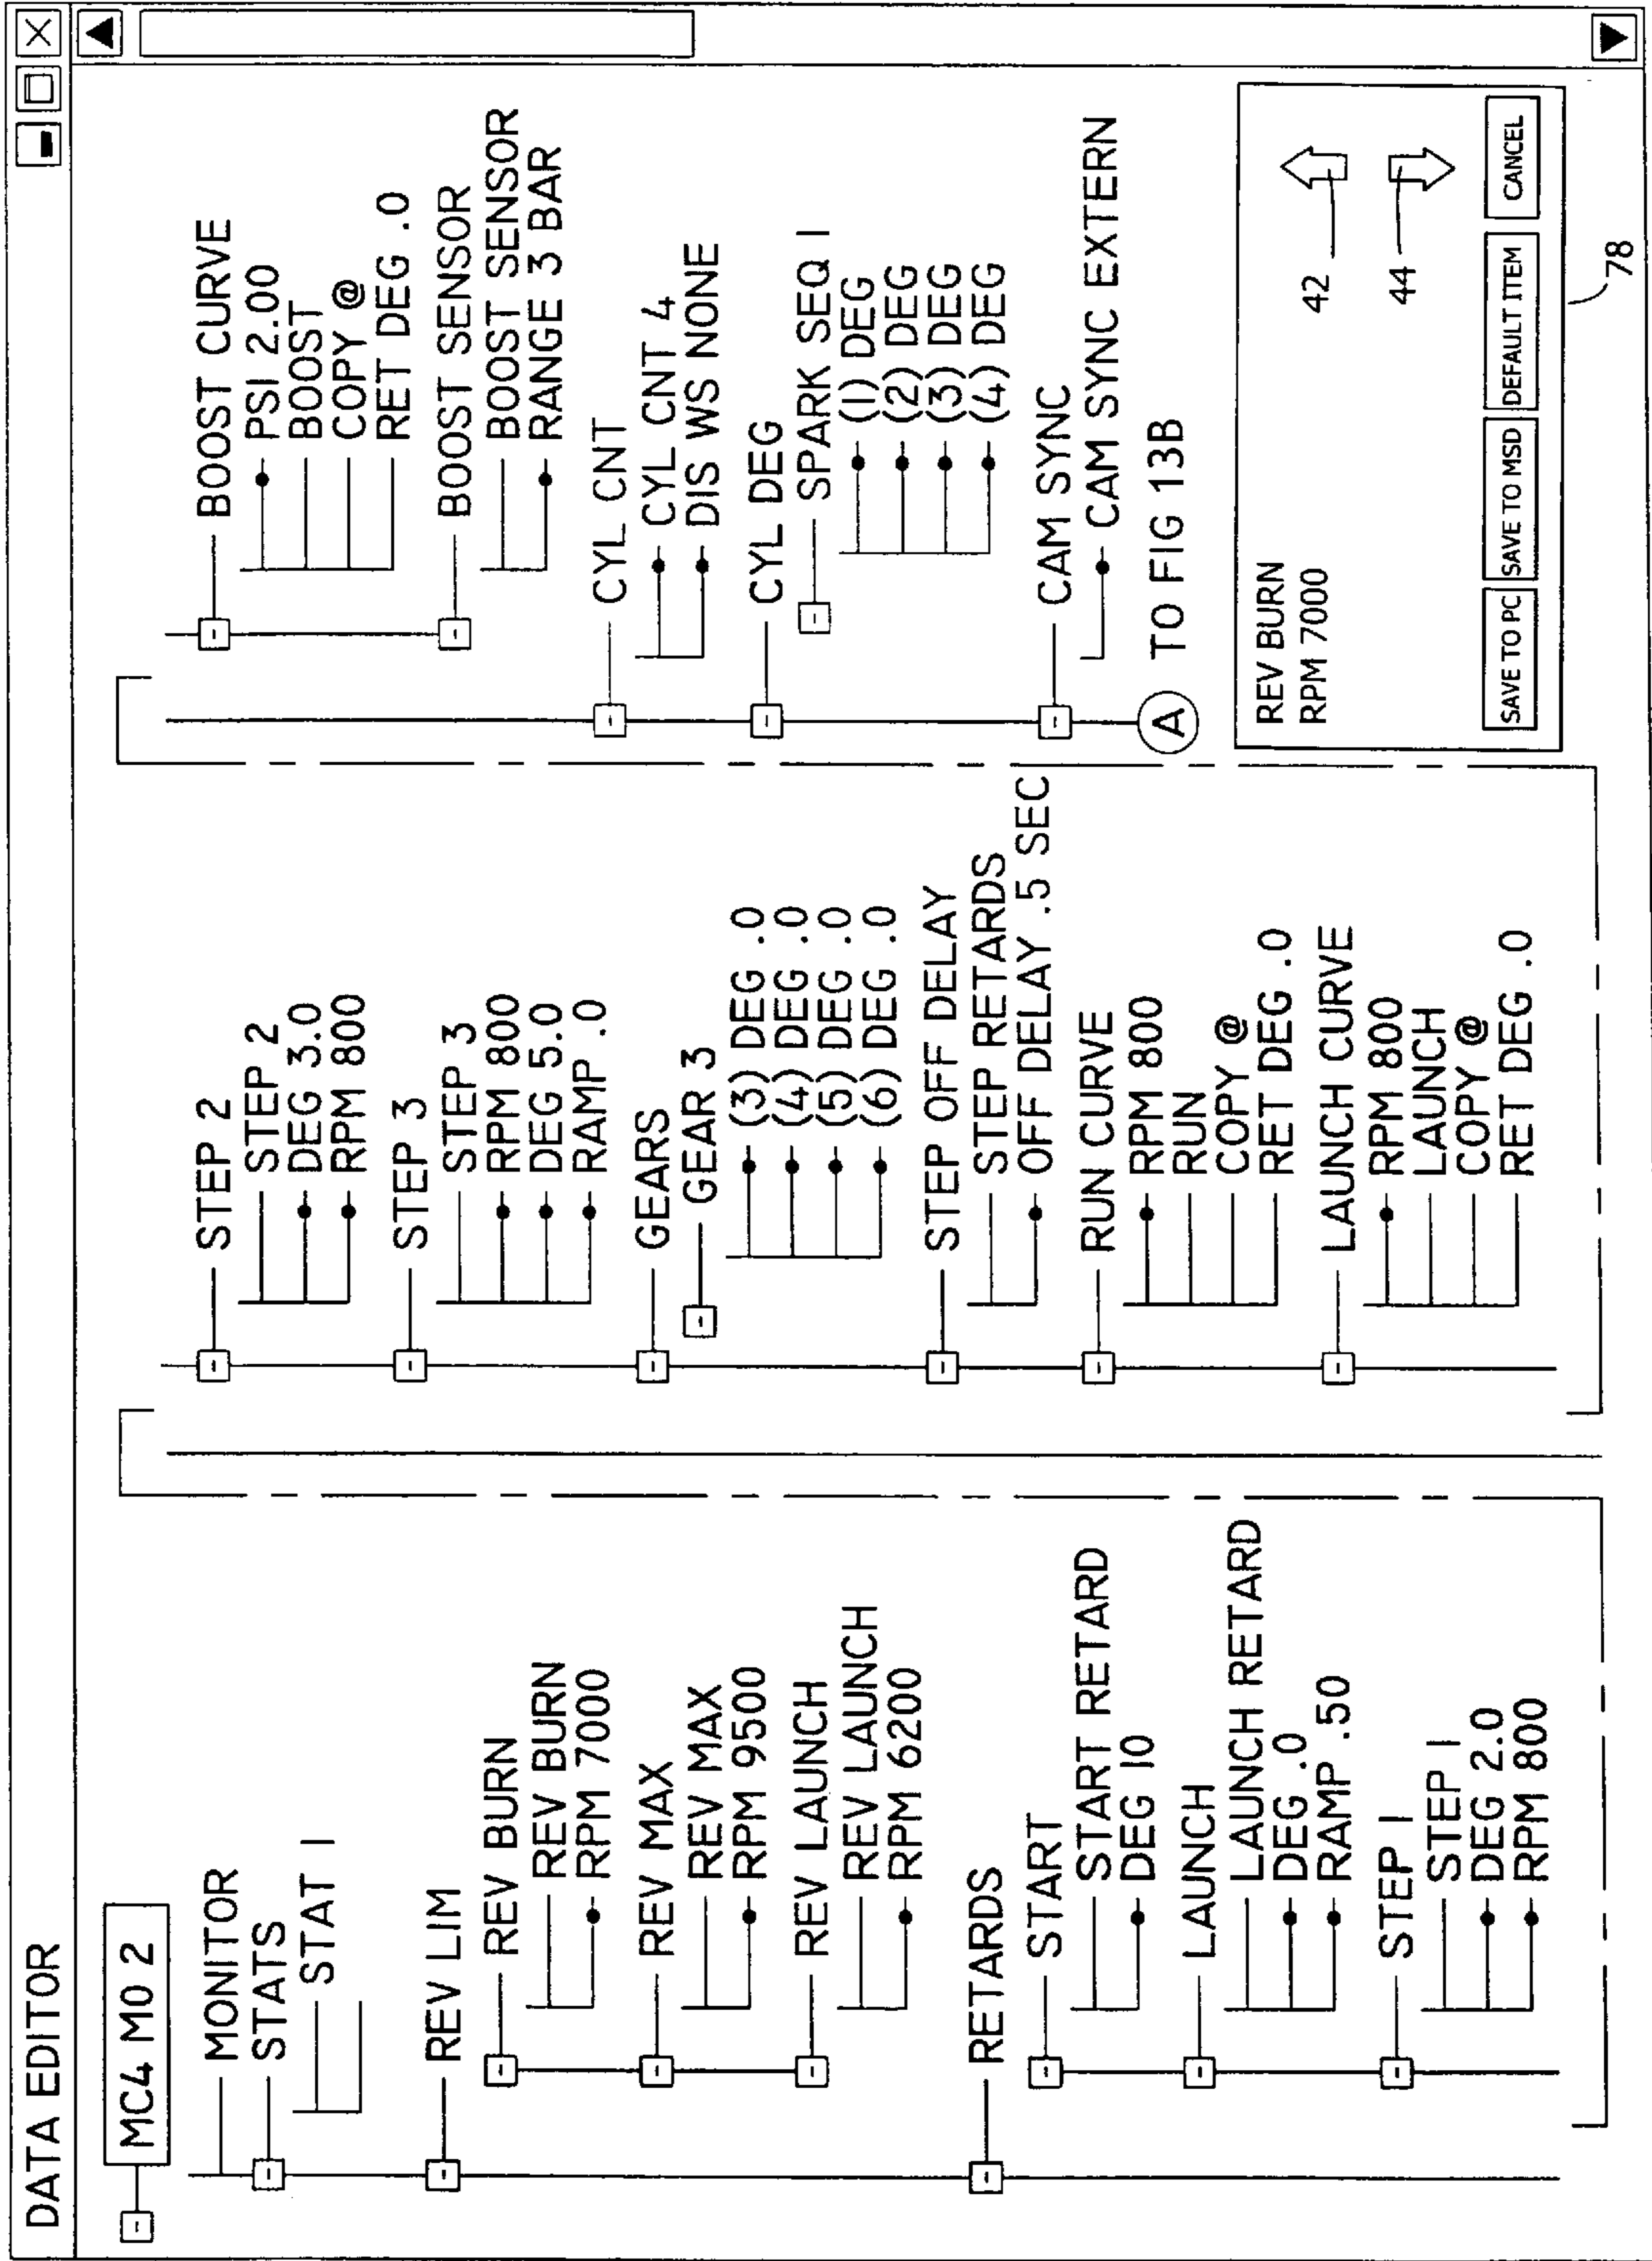 DATA EDITOR
MC4 MO 2
MONITOR
STATS
STAT 1
REV LIM
REV BURN
REV BURN
RPM 7000
REV MAX
REV MAX
RPM 9500
REV LAUNCH
REV LAUNCH
RPM 6200
RETARDS
START
START RETARD
DEG 10
LAUNCH
LAUNCH RETARD
DEG .0
RAMP .50
STEP 1
STEP 1
DEG 2.0
RPM 800
STEP 2
STEP 2
DEG 3.0
RPM 800
STEP 3
STEP 3
RPM 800
DEG 5.0
RAMP .0
GEARS
GEAR 3
(3) DEG .0
(4) DEG .0
(5) DEG .0
(6) DEG .0
STEP OFF DELAY
STEP RETARDS
OFF DELAY .5 SEC
RUN CURVE
RPM 800
RUN
COPY @
RET DEG .0
LAUNCH CURVE
RPM 800
LAUNCH
COPY @
RET DEG .0
BOOST CURVE
PSI 2.00
BOOST
COPY @
RET DEG .0
BOOST SENSOR
BOOST SENSOR
RANGE 3 BAR
CYL CNT
CYL CNT 4
DIS WS NONE
CYL DEG
SPARK SEQ 1
(1) DEG
(2) DEG
(3) DEG
(4) DEG
CAM SYNC
CAM SYNC EXTERN
A TO FIG 13B
REV BURN
RPM 7000
42
44
SAVE TO PC SAVE TO MSD DEFAULT ITEM CANCEL
78